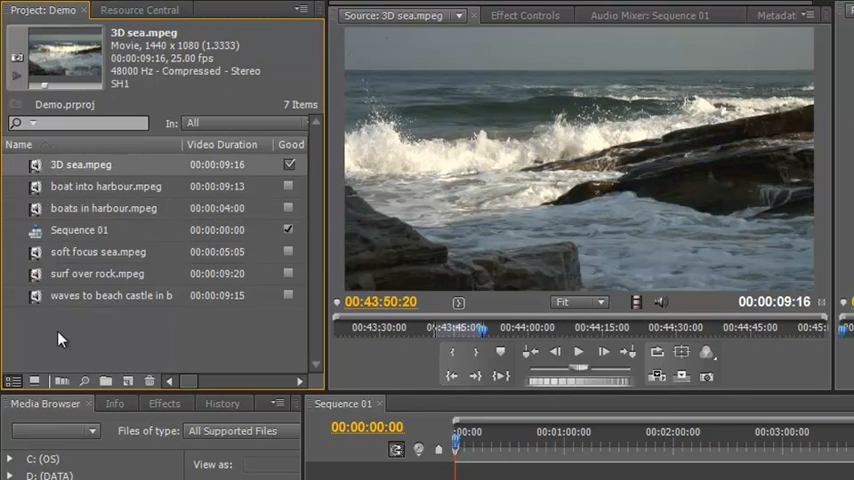 Project: Demo
Resource Central
3D sea.mpeg
Movie, 1440 x 1080 (1.3333)
00:00:09:16, 25.00 fps
48000 Hz - Compressed - Stereo
SH1
Demo.prproj
7 Items
In: All
Name
Video Duration
Good
3D sea.mpeg
00:00:09:16
boat into harbour.mpeg
00:00:09:13
boats in harbour.mpeg
00:00:04:00
Sequence 01
00:00:00:00
soft focus sea.mpeg
00:00:05:05
surf over rock.mpeg
00:00:09:20
waves to beach castle in b
00:00:09:15
Source: 3D sea.mpeg
Effect Controls
Audio Mixer: Sequence 01
Metadat
00:43:50:20
Fit
00:00:09:16
00:43:30:00
00:43:45:00
00:44:00:00
00:44:15:00
00:44:30:00
00:44:45:00
00:45:
Media Browser
Info
Effects
History
Files of type: All Supported Files
C: (OS)
View as:
D: (DATA)
Sequence 01
00:00:00:00
:00:00
00:01:00:00
00:02:00:00
00:03:00:00